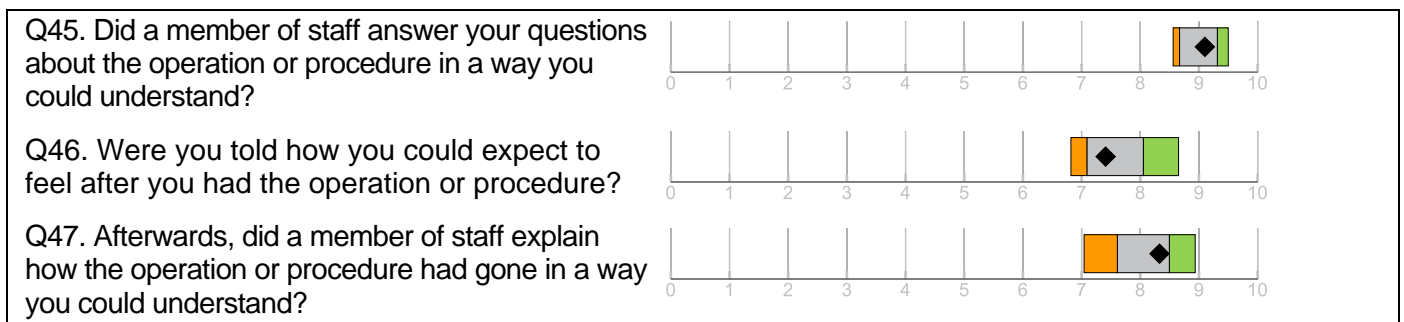 Q45. Did a member of staff answer your questions
about the operation or procedure in a way you
could understand?
0 1 2 3 4 5 6 7 8 9 10
Q46. Were you told how you could expect to
feel after you had the operation or procedure?
0 1 2 3 4 5 6 7 8 9 10
Q47. Afterwards, did a member of staff explain
how the operation or procedure had gone in a way
you could understand?
0 1 2 3 4 5 6 7 8 9 10